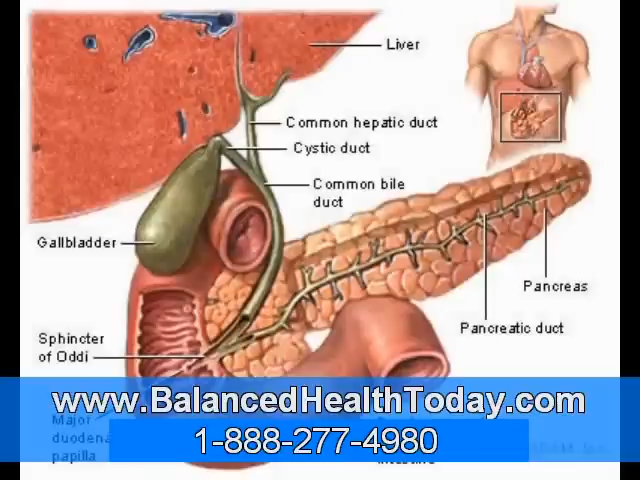 Liver
Common hepatic duct
Cystic duct
Common bile
duct
Gallbladder
Pancreas
Pancreatic duct
Sphincter
of Oddi
www.BalancedHealthToday.com
Major
duodena
papilla
1-888-277-4980